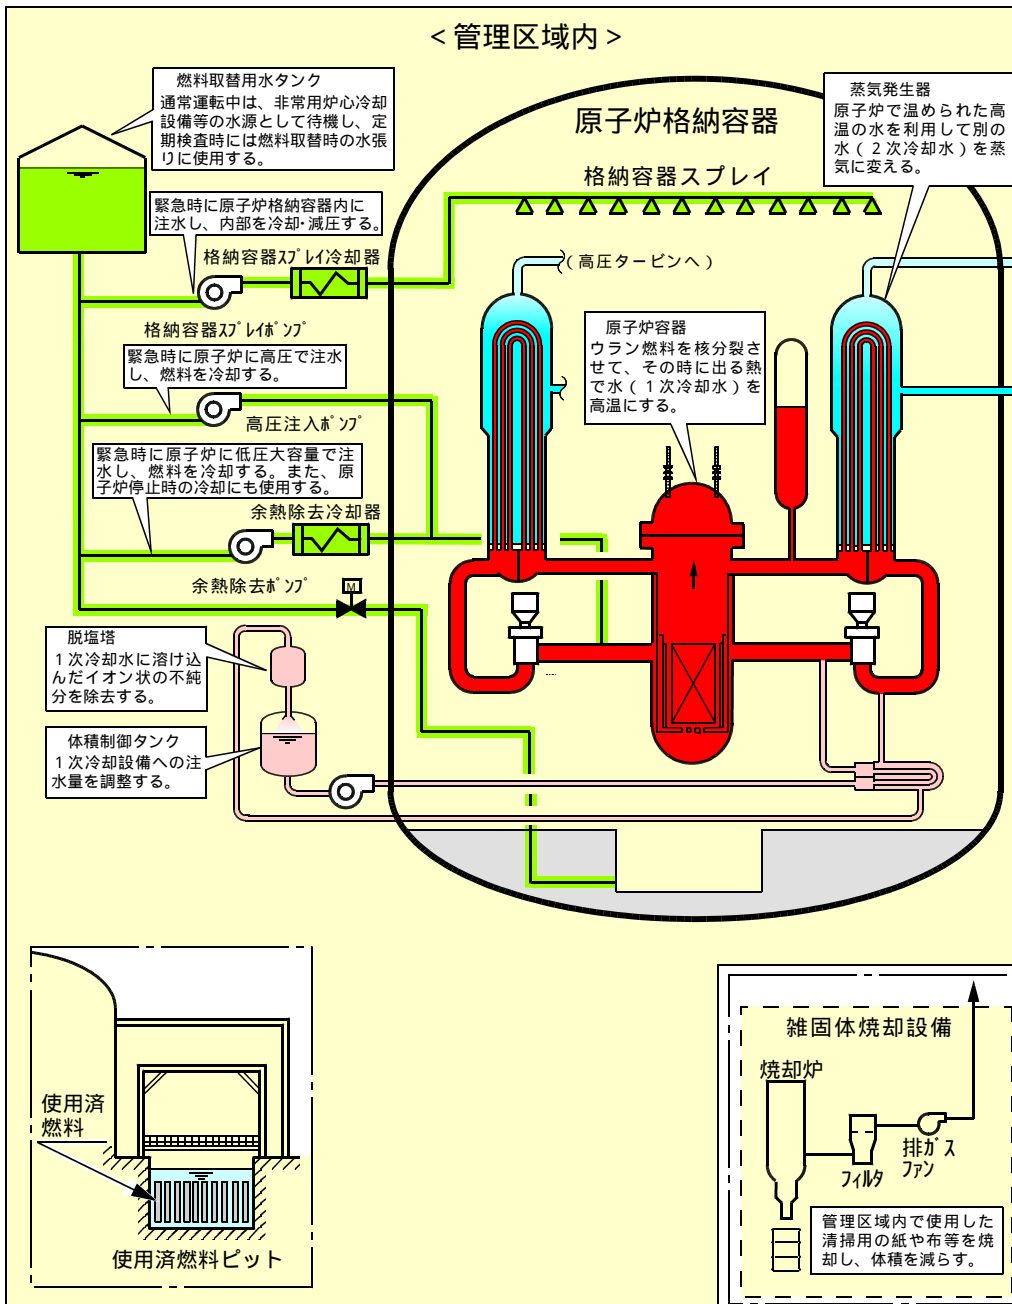 ＜管理区域内＞
燃料取替用水タンク
通常運転中は、非常用炉心冷却
設備等の水源として待機し、定
期検査時には燃料取替時の水張
りに使用する。
緊急時に原子炉格納容器内に
注水し、内部を冷却・減圧する。
格納容器ｽﾌﾟﾚｲ冷却器
格納容器ｽﾌﾟﾚｲﾎﾟﾝﾌﾟ
緊急時に原子炉に高圧で注水
し、燃料を冷却する。
高圧注入ﾎﾟﾝﾌﾟ
緊急時に原子炉に低圧大容量で注
水し、燃料を冷却する。また、原
子炉停止時の冷却にも使用する。
余熱除去冷却器
余熱除去ﾎﾟﾝﾌﾟ
M
脱塩塔
１次冷却水に溶け込
んだイオン状の不純
分を除去する。
体積制御タンク
１次冷却設備への注
水量を調整する。
原子炉格納容器
格納容器スプレイ
（高圧タービンへ）
蒸気発生器
原子炉で温められた高
温の水を利用して別の
水（２次冷却水）を蒸
気に変える。
原子炉容器
ウラン燃料を核分裂さ
せて、その時に出る熱
で水（１次冷却水）を
高温にする。
使用済
燃料
使用済燃料ピット
雑固体焼却設備
焼却炉
ﾌｨﾙﾀ
排ｶﾞｽ
ﾌｧﾝ
管理区域内で使用した
清掃用の紙や布等を焼
却し、体積を減らす。